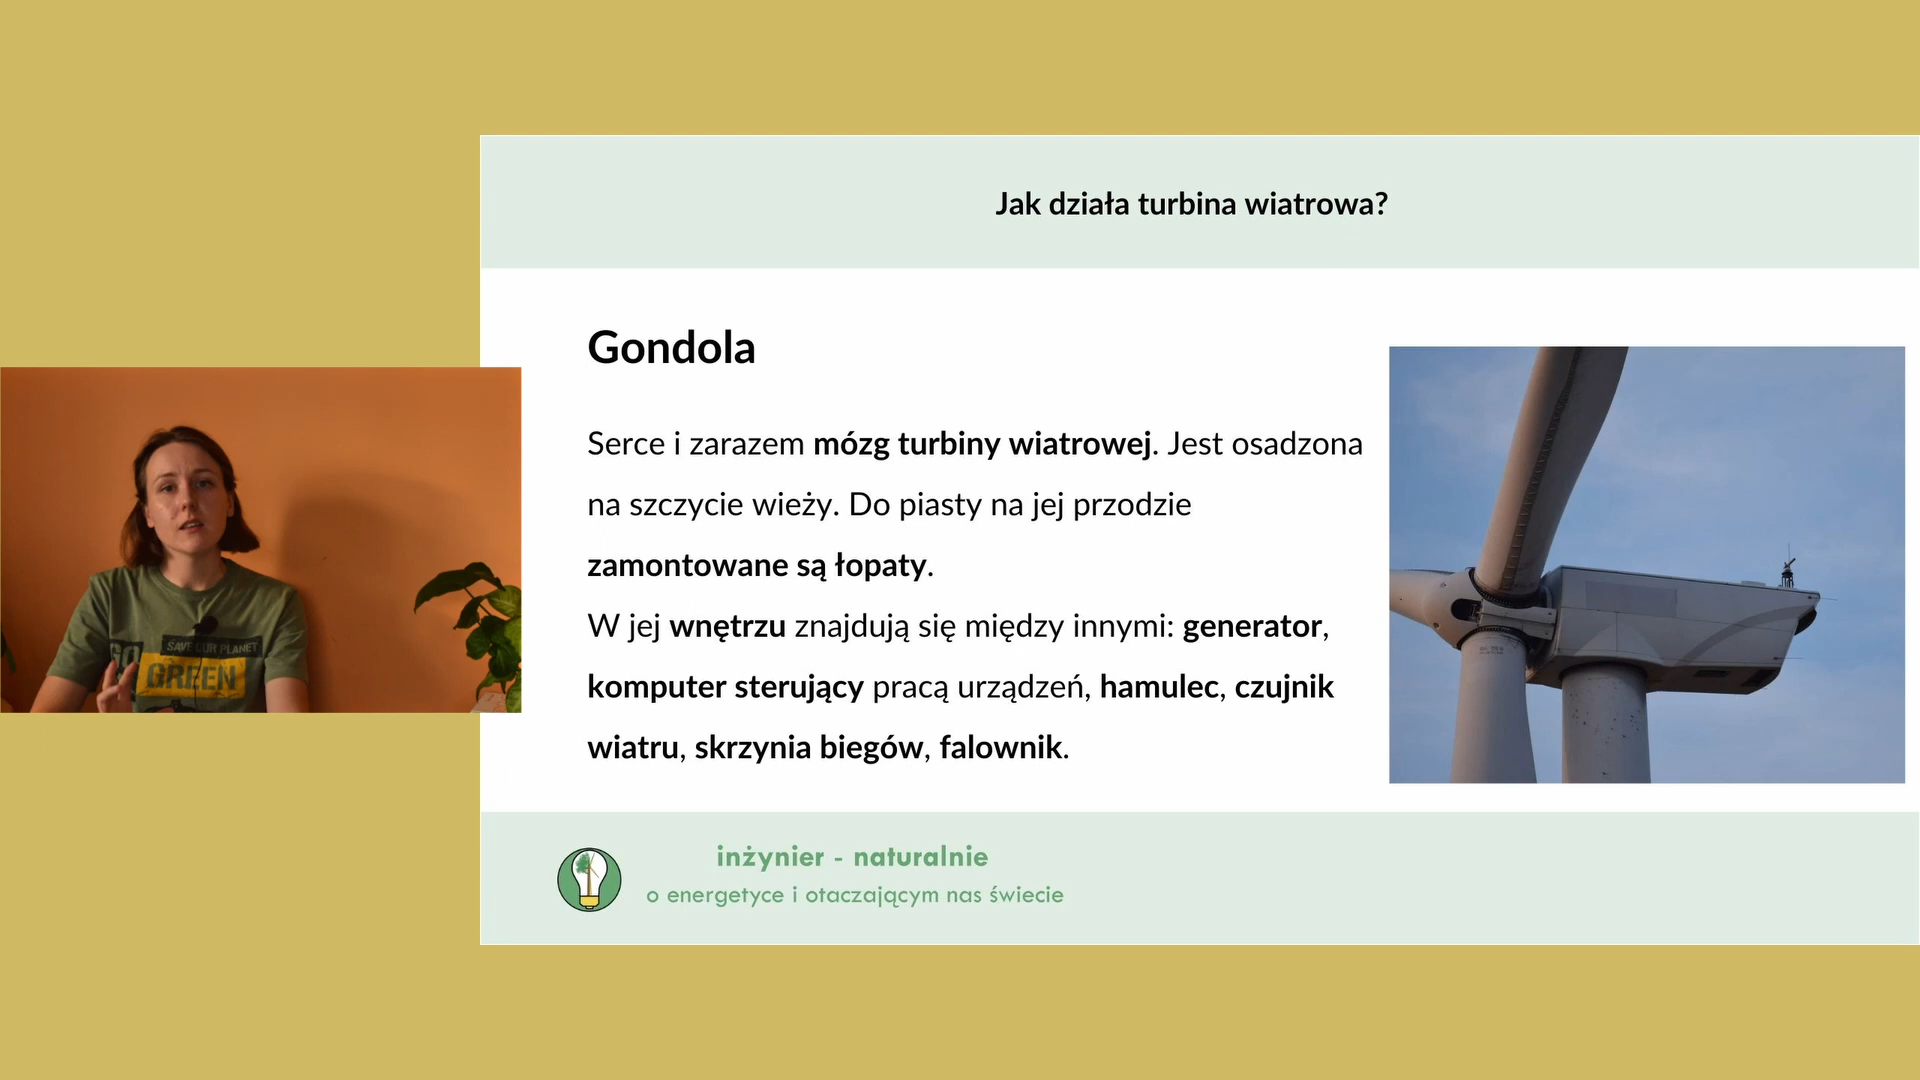 Jak działa turbina wiatrowa?
Gondola
Serce i zarazem mózg turbiny wiatrowej. Jest osadzona
na szczycie wieży. Do piasty na jej przodzie
zamontowane są łopaty.
W jej wnętrzu znajdują się między innymi: generator,
komputer sterujący pracą urządzeń, hamulec, czujnik
wiatru, skrzynia biegów, falownik.
SAVE OUR PLANET
GO
GREEN
inżynier - naturalnie
o energetyce i otaczającym nas świecie